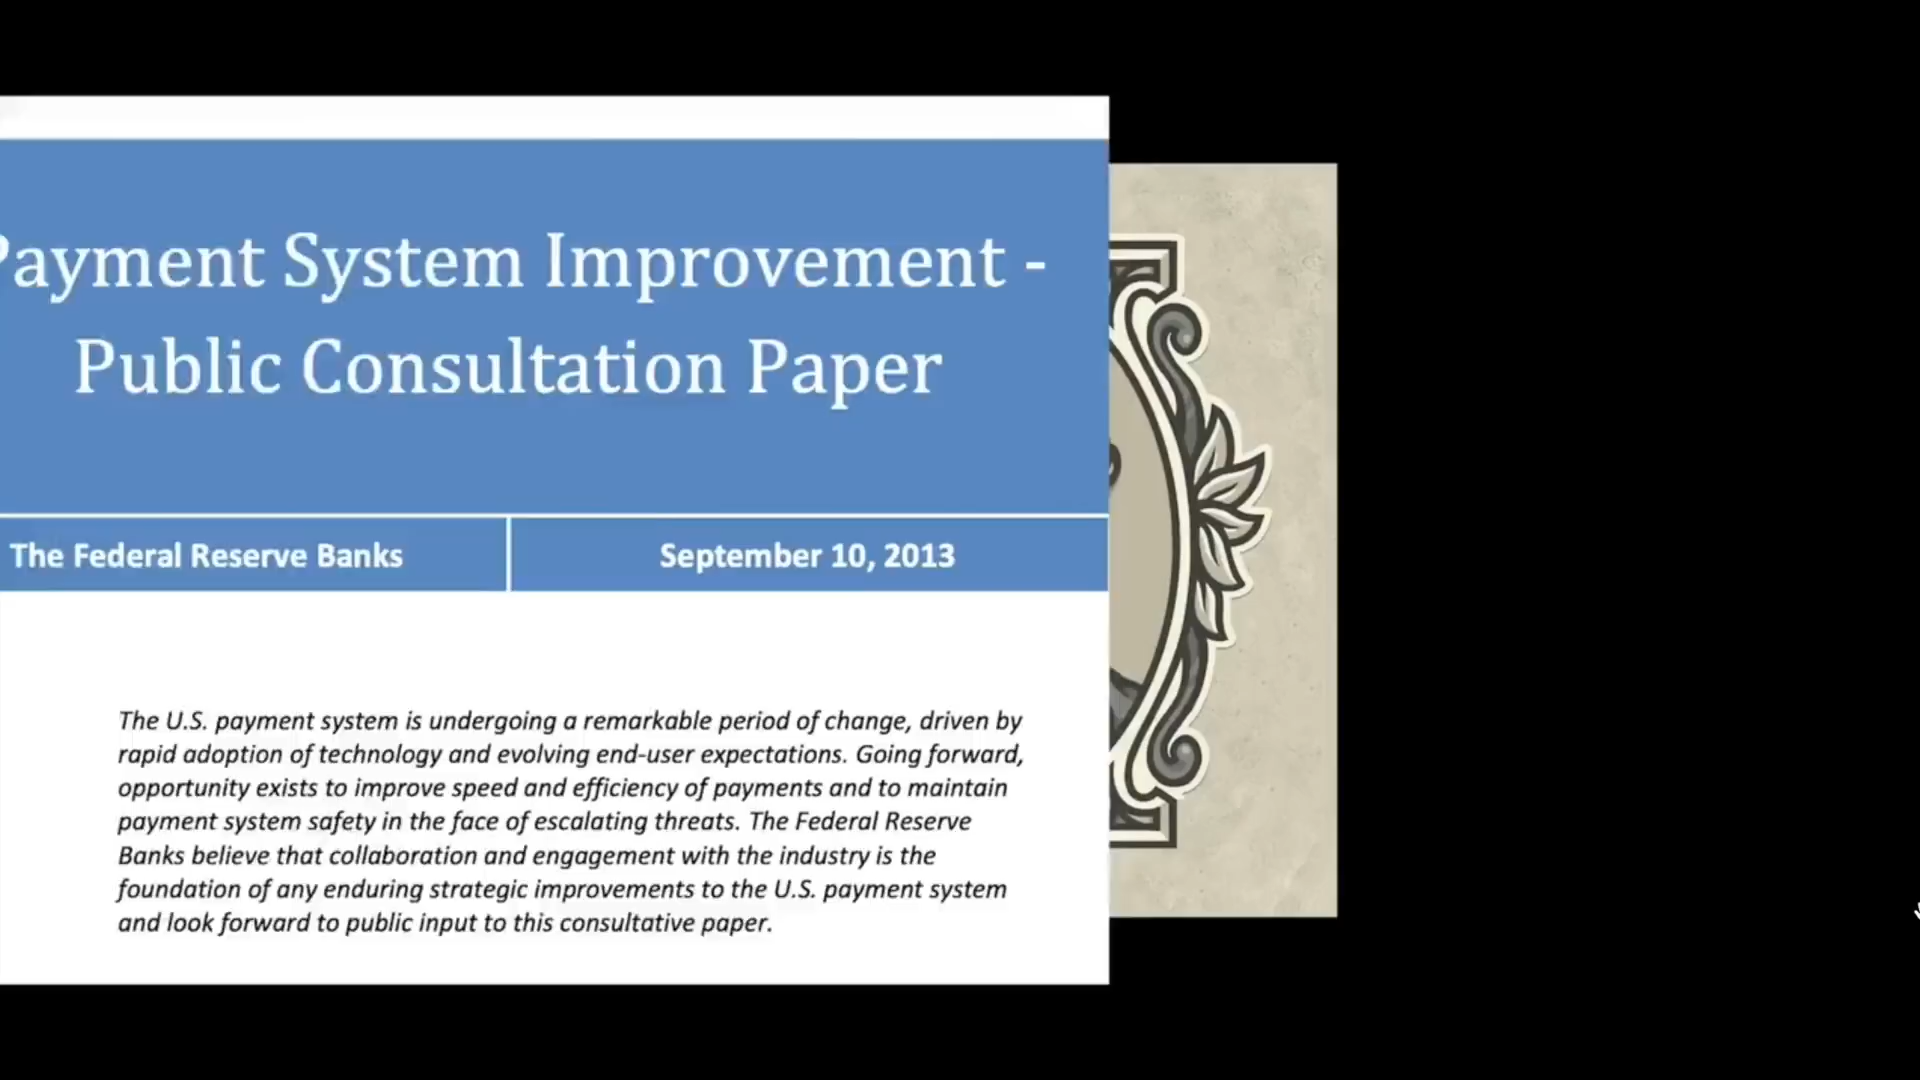 Payment System Improvement -
Public Consultation Paper
The Federal Reserve Banks
September 10, 2013
The U.S. payment system is undergoing a remarkable period of change, driven by
rapid adoption of technology and evolving end-user expectations. Going forward,
opportunity exists to improve speed and efficiency of payments and to maintain
payment system safety in the face of escalating threats. The Federal Reserve
Banks believe that collaboration and engagement with the industry is the
foundation of any enduring strategic improvements to the U.S. payment system
and look forward to public input to this consultative paper.